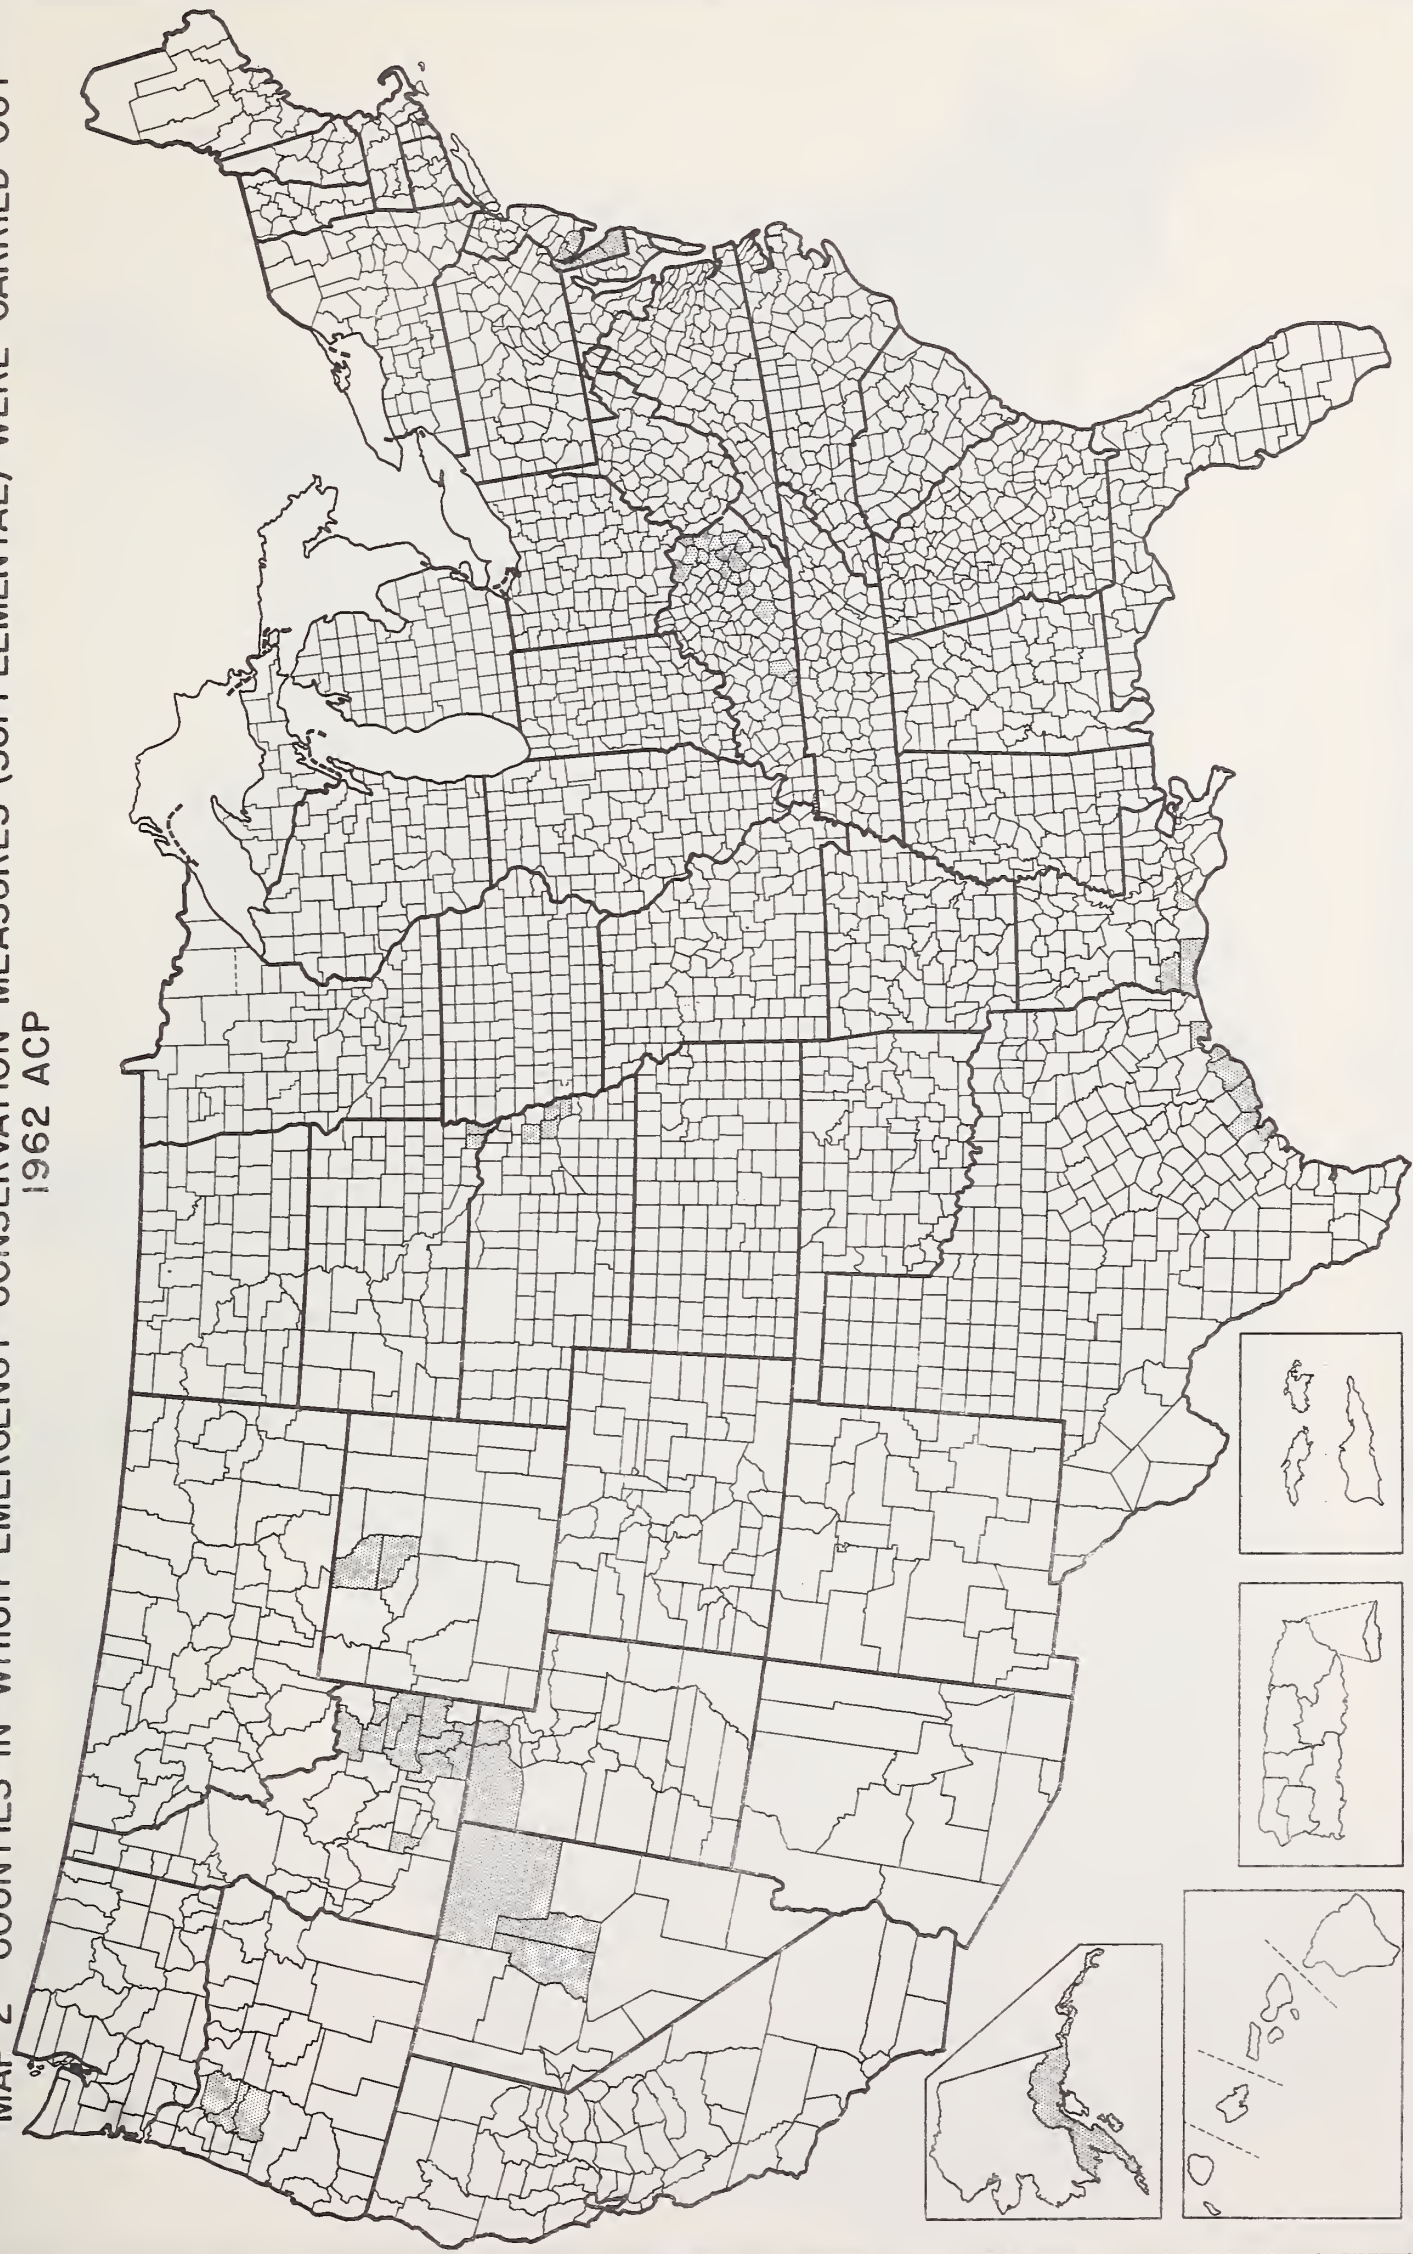 MAP 2 COUNTIES IN WHICH EMERGENCY CONSERVATION MEASURES (SUPPLEMENTAL) WERE CARRIED OUT
1962 ACP